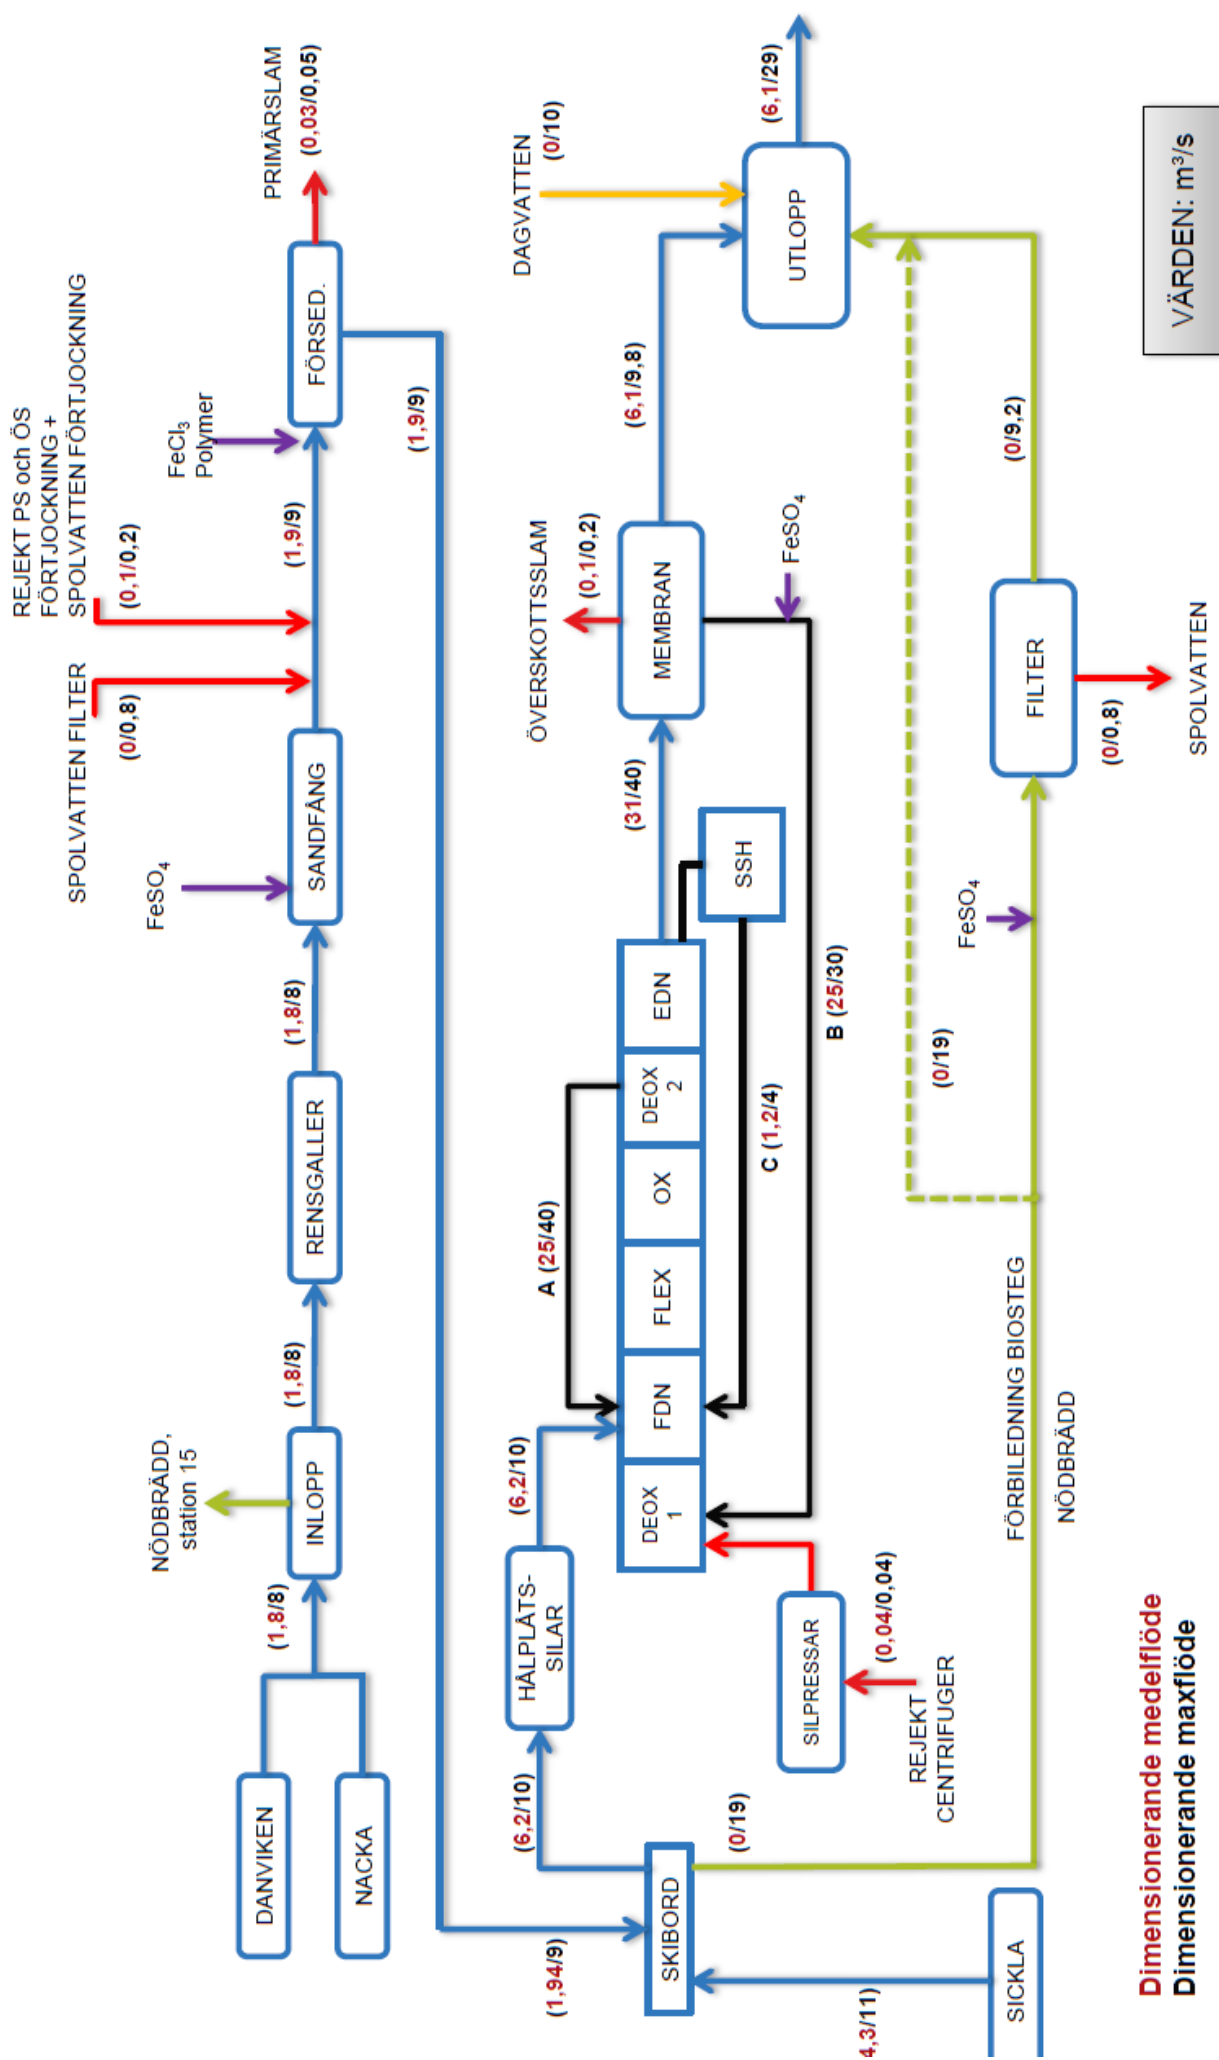 DANVIKEN
NACKA
(1,8/8)
NÖDBRÄDD,
station 15
INLOPP
(1,8/8)
RENSGALLER
(1,8/8)
FeSO4
SANDFÅNG
SPOLVATTEN FILTER
(0/0,8)
REJEKT PS och ÖS
FÖRTJOCKNING +
SPOLVATTEN FÖRTJOCKNING
(0,1/0,2)
(1,9/9)
FeCl3
Polymer
FÖRSED.
PRIMÄRSLAM
(0,03/0,05)
(1,9/9)
(1,94/9)
SKIBORD
(6,2/10)
HÅLPLÅTS-
SILAR
(6,2/10)
A (25/40)
DEOX
1
FDN
FLEX
OX
DEOX
2
EDN
SSH
(31/40)
ÖVERSKOTTSSLAM
(0,1/0,2)
MEMBRAN
FeSO4
(6,1/9,8)
DAGVATTEN
(0/10)
UTLOPP
(6,1/29)
C (1,2/4)
B (25/30)
SILPRESSAR
(0,04/0,04)
REJEKT
CENTRIFUGER
(0/19)
4,3/11)
SICKLA
FÖRBILEDNING BIOSTEG
NÖDBRÄDD
(0/19)
FeSO4
FILTER
(0/0,8)
SPOLVATTEN
(0/9,2)
VÄRDEN: m³/s
Dimensionerande medelflöde
Dimensionerande maxflöde